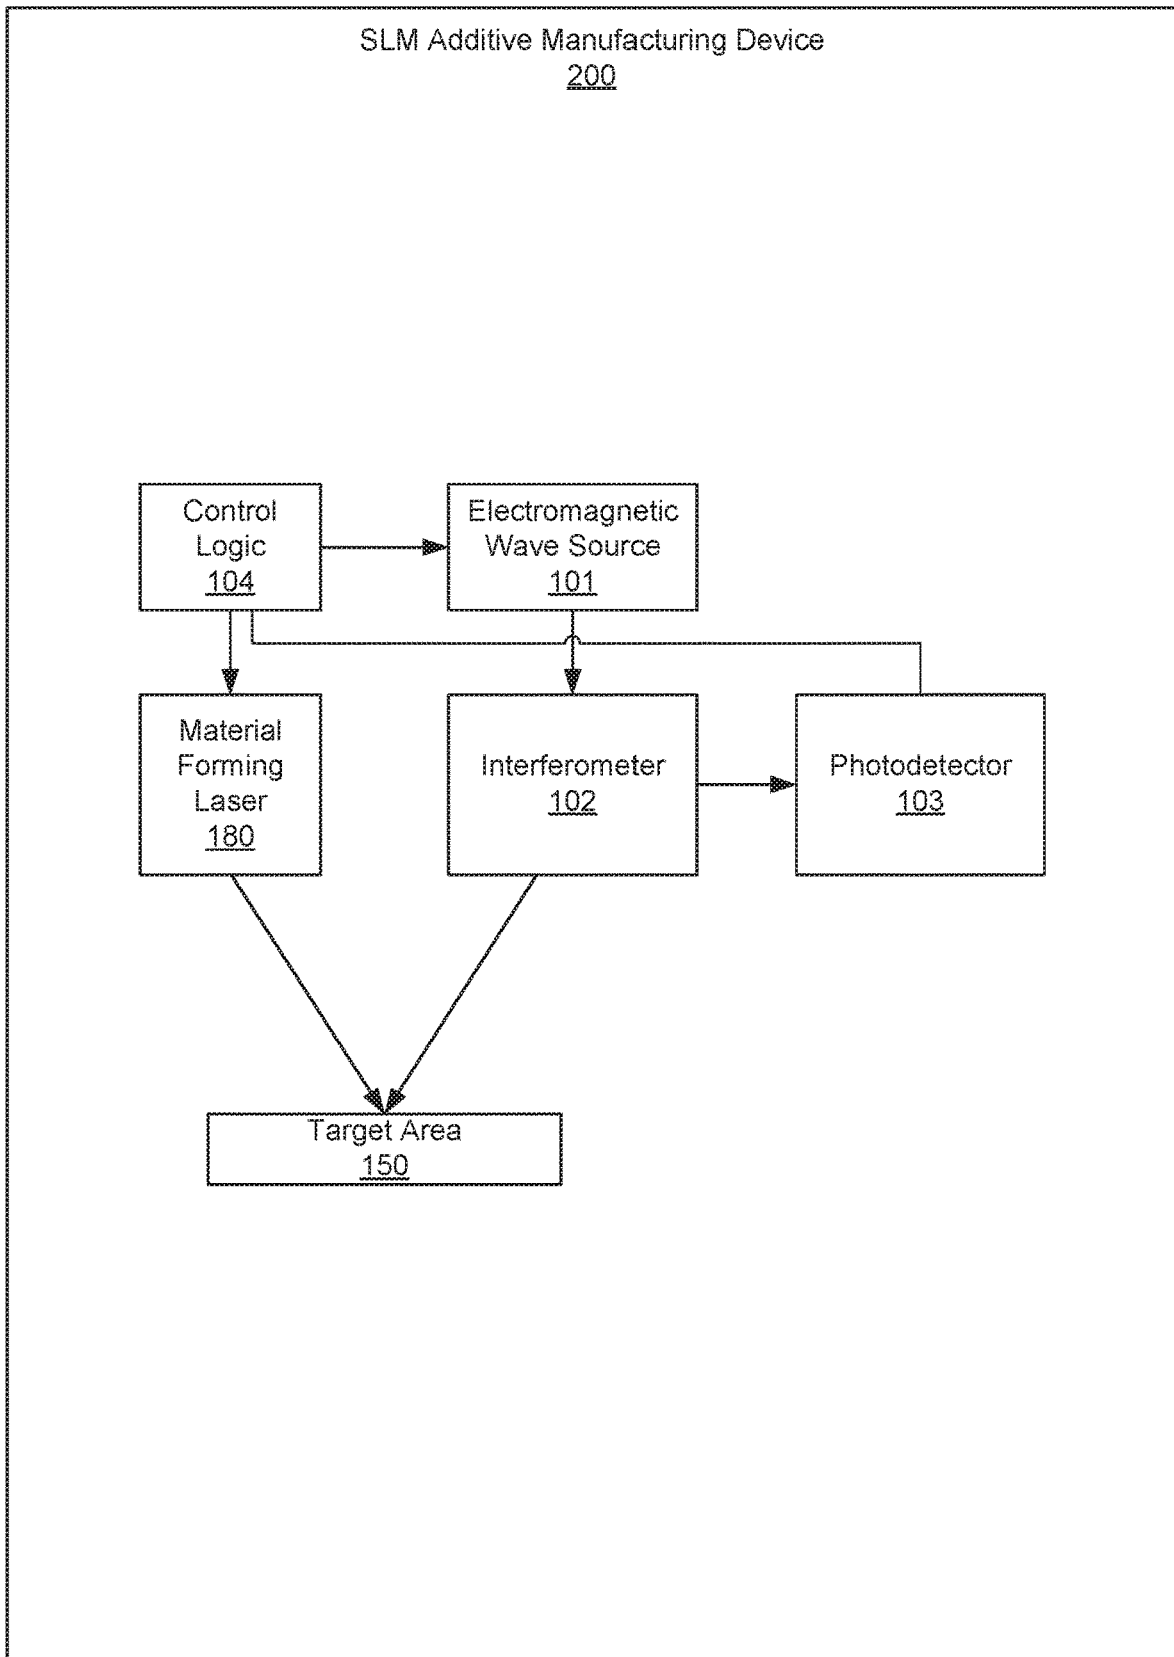 SLM Additive Manufacturing Device
200
Control
Logic
104
Electromagnetic
Wave Source
101
Material
Forming
Laser
180
Interferometer
102
Photodetector
103
Target Area
150